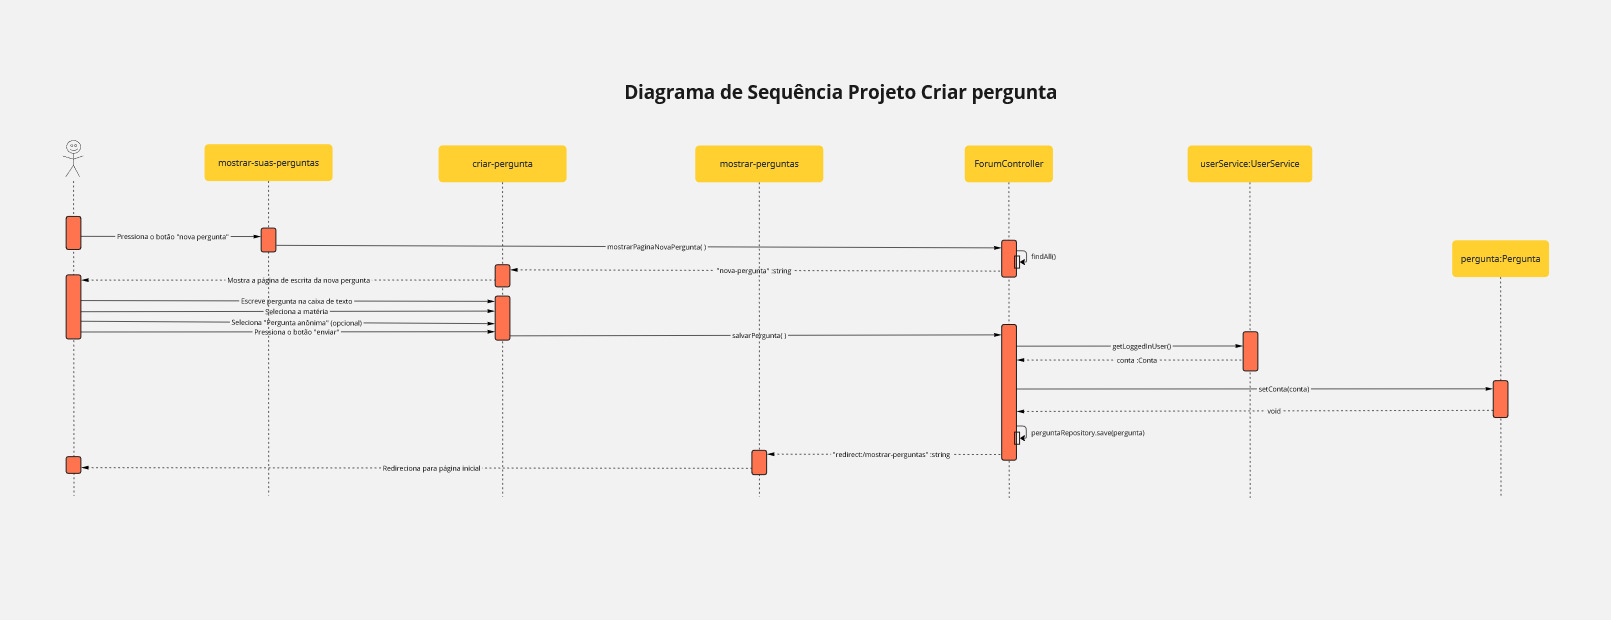 Diagrama de Sequência Projeto Criar pergunta
mostrar-suas-perguntas
criar-pergunta
mostrar-perguntas
ForumController
userService:UserService
pergunta:Pergunta
Pressiona o botão "nova pergunta"
mostrarPaginaNovaPergunta( )
findAll()
"nova-pergunta" :string
Mostra a página de escrita da nova pergunta
Escreve pergunta na caixa de texto
Seleciona a matéria
Seleciona "Pergunta anônima" (opcional)
Pressiona o botão "enviar"
salvarPergunta( )
getLoggedInUser()
conta :Conta
setConta(conta)
void
perguntaRepository.save(pergunta)
"redirect:/mostrar-perguntas" :string
Redireciona para página inicial